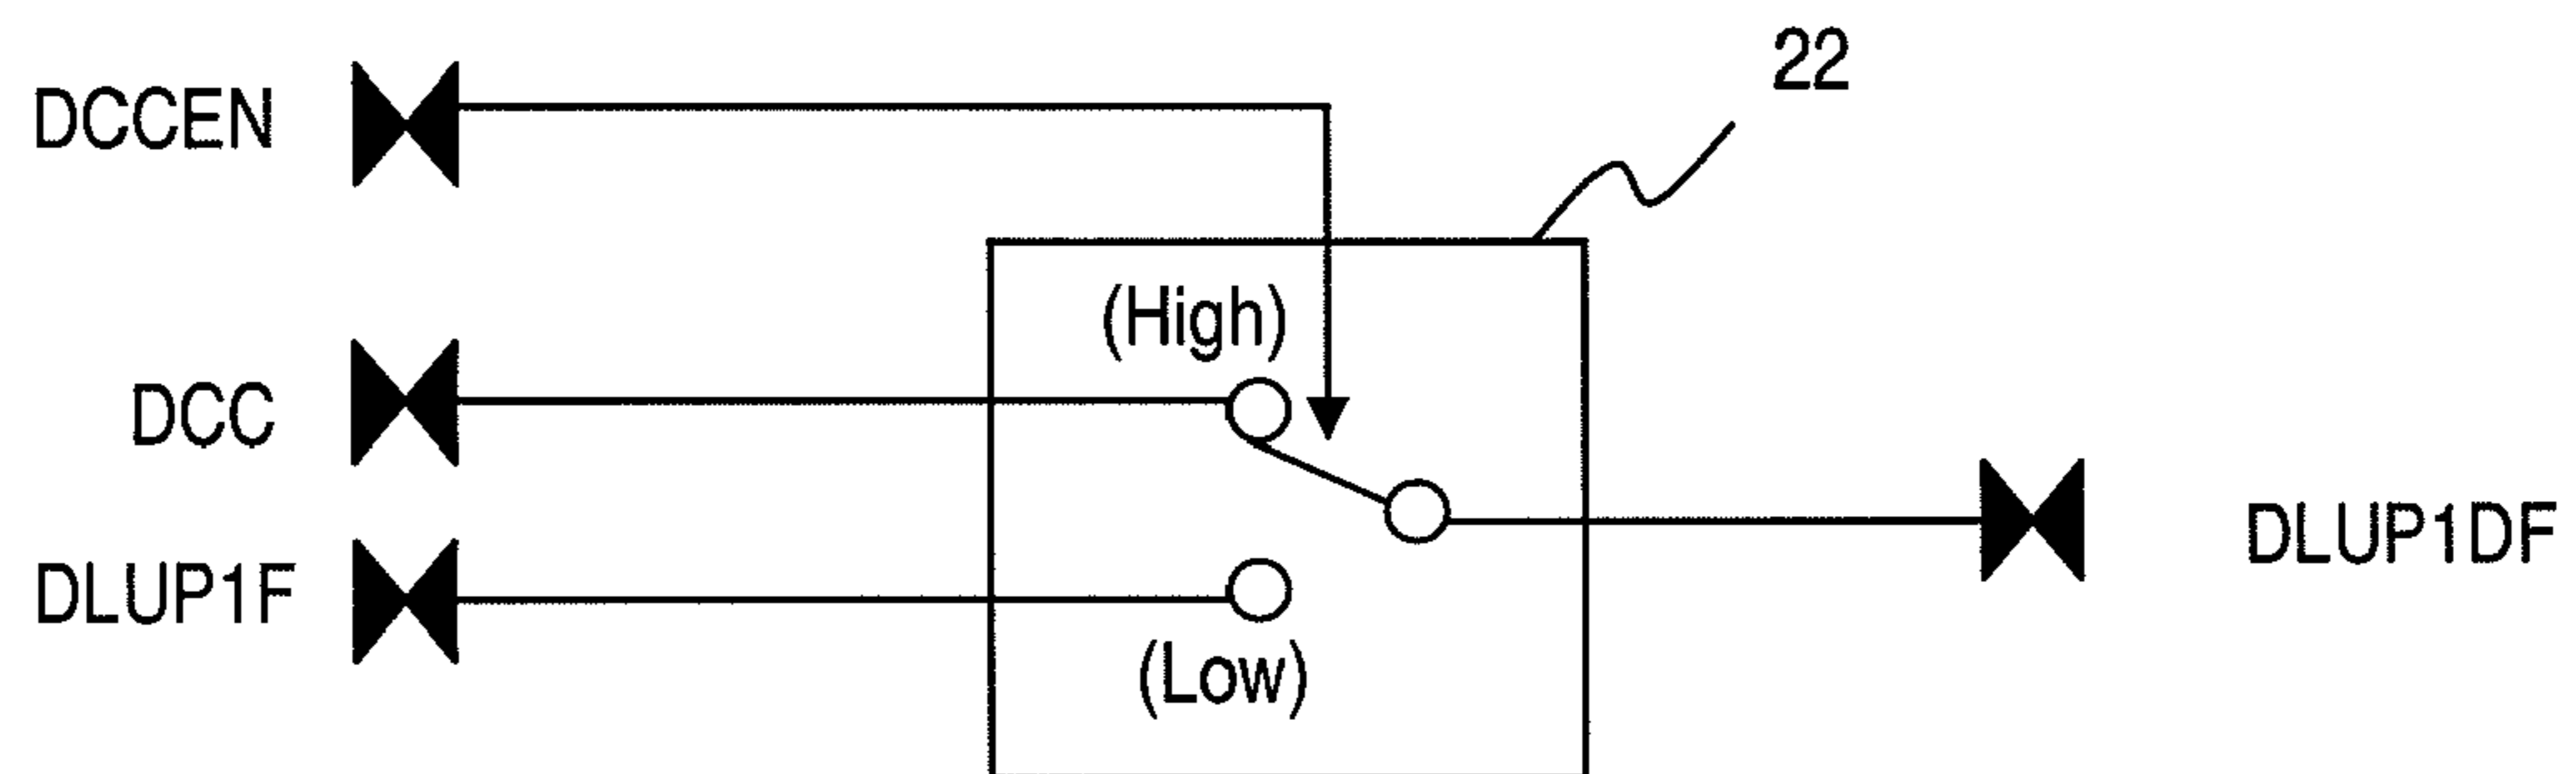 22
DCCEN
(High)
DCC
DLUP1F
DLUP1DF
(Low)